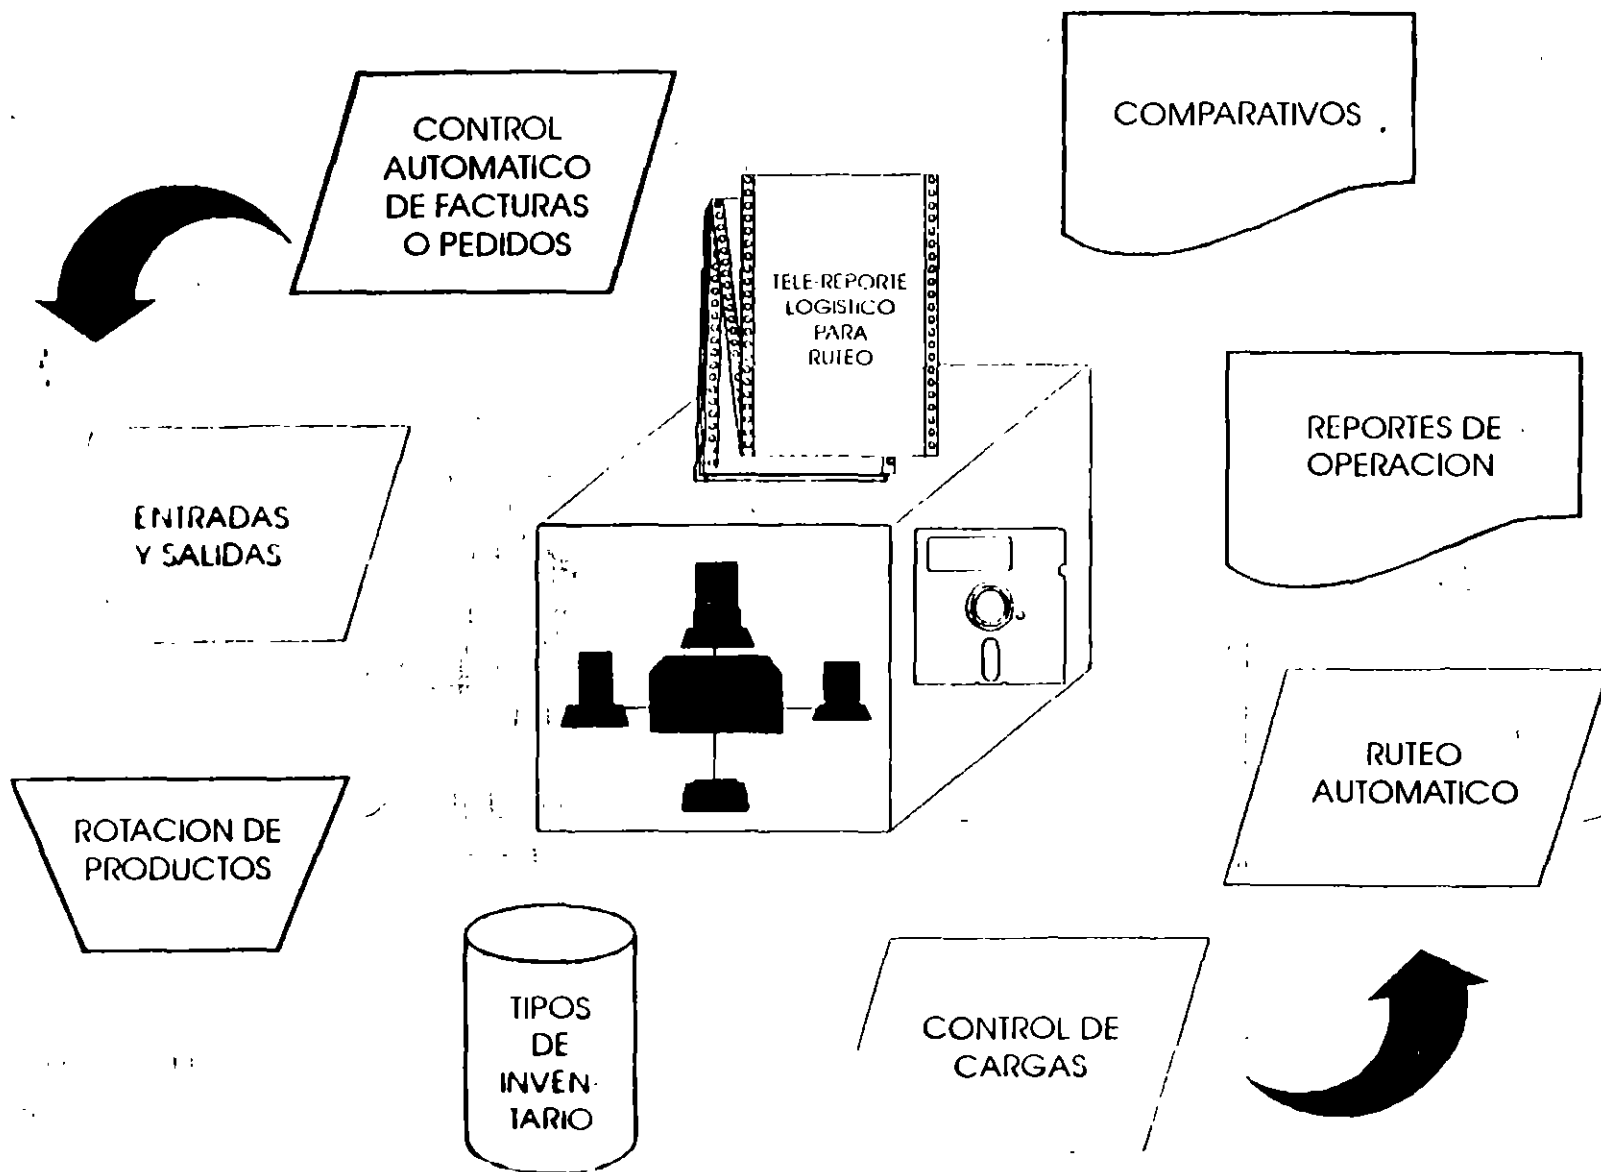 CONTROL
AUTOMATICO
DE FACTURAS
O PEDIDOS
COMPARATIVOS
TELE-REPORTE
LOGISTICO
PARA
RUTEO
REPORTES DE
OPERACION
ENTRADAS
Y SALIDAS
RUTEO
AUTOMATICO
ROTACION DE
PRODUCTOS
TIPOS
DE
INVEN-
TARIO
CONTROL DE
CARGAS